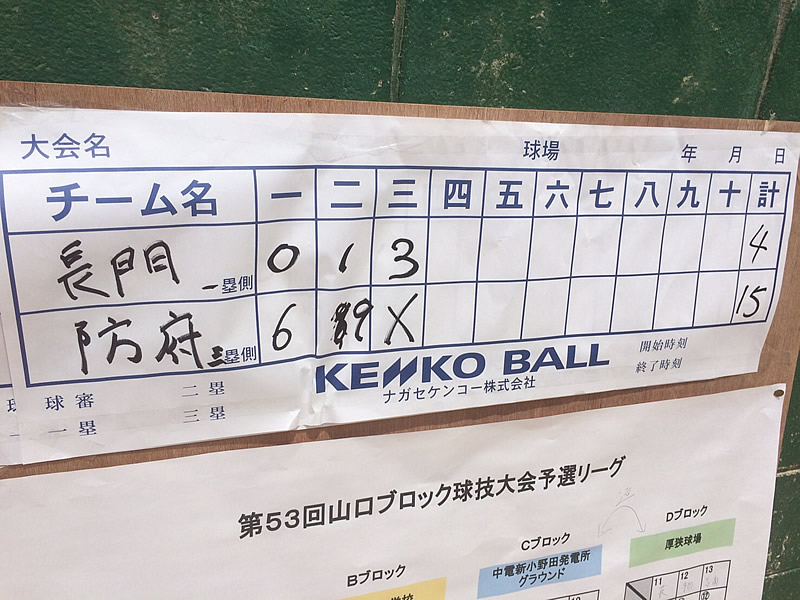 大会名 球場 年 月 日
チーム名 一 二 三 四 五 六 七 八 九 十 計
長門 一塁側 0 1 3 4
防府 三塁側 6 9 X 15
KENKO BALL 開始時刻
ナガセケンコー株式会社 終了時刻
球審 二塁
一塁 三塁
第53回山口ブロック球技大会予選リーグ
Bブロック Cブロック Dブロック
中電新小野田発電所 厚狭球場
グラウンド
11 12 13